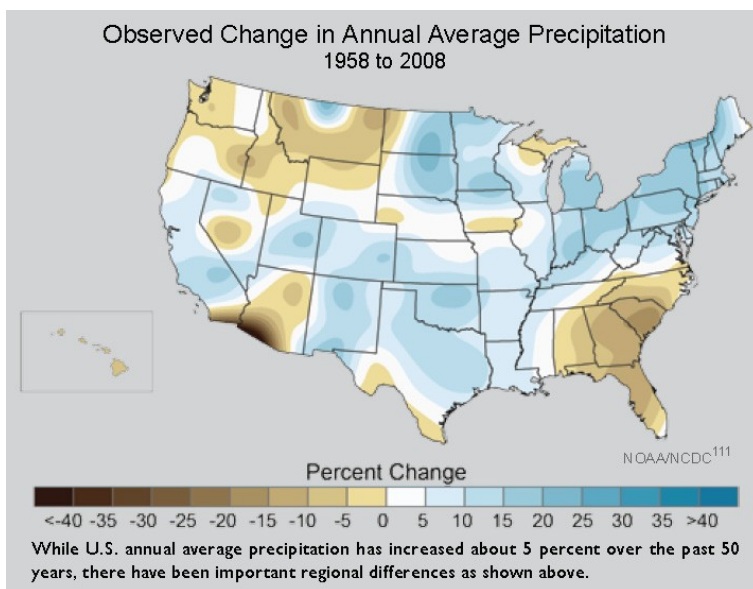 Observed Change in Annual Average Precipitation
1958 to 2008
NOAA/NCDC111
Percent Change
<-40 -35 -30 -25 -20 -15 -10 -5 0 5 10 15 20 25 30 35 >40
While U.S. annual average precipitation has increased about 5 percent over the past 50
years, there have been important regional differences as shown above.